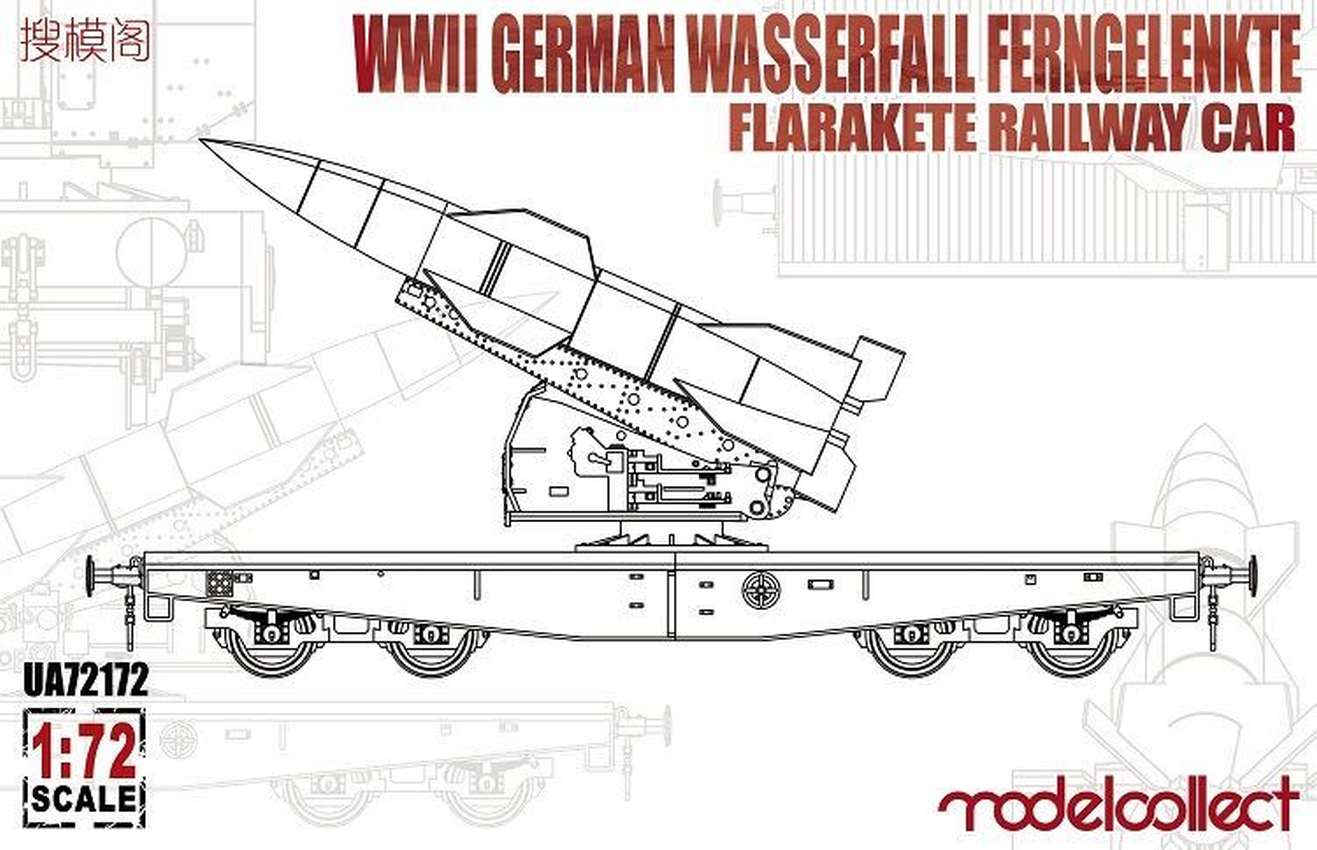 搜模阁
WWII GERMAN WASSERFALL FERNGELENKTE
FLARAKETE RAILWAY CAR
UA72172
1:72
SCALE
modelcollect